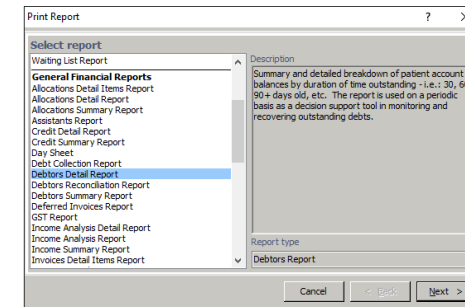 Print Report
?
Select report
Waiting List Report
General Financial Reports
Allocations Detail Items Report
Allocations Detail Report
Allocations Summary Report
Assistants Report
Credit Detail Report
Credit Summary Report
Day Sheet
Debt Collection Report
Debtors Detail Report
Debtors Reconciliation Report
Debtors Summary Report
Deferred Invoices Report
GST Report
Income Analysis Detail Report
Income Analysis Report
Income Summary Report
Invoices Detail Items Report
Description
Summary and detailed breakdown of patient account
balances by duration of time outstanding - i.e.: 30, 60
90+ days old, etc. The report is used on a periodic
basis as a decision support tool in monitoring and
recovering outstanding debts.
Report type
Debtors Report
Cancel
< Back
Next >